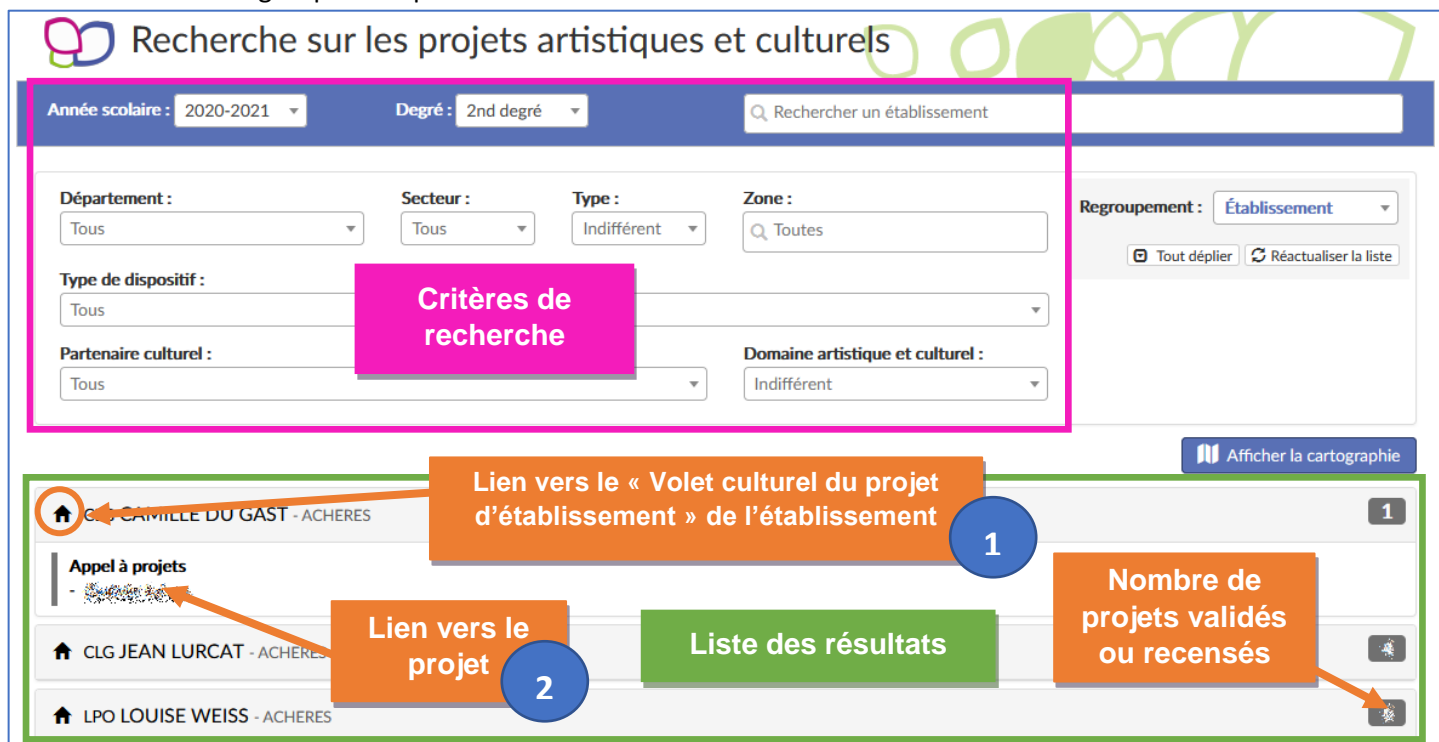 Recherche sur les projets artistiques et culturels
Année scolaire : 2020-2021 Degré : 2nd degré Rechercher un établissement
Département : Secteur : Type : Zone :
Tous Tous Indifférent Toutes
Regroupement : Établissement
Tout déplier Réactualiser la liste
Type de dispositif :
Tous
Critères de
recherche
Partenaire culturel : Domaine artistique et culturel :
Tous Indifférent
Afficher la cartographie
Lien vers le « Volet culturel du projet
d’établissement » de l’établissement
1
CAMILLE DU GAST - ACHERES 1
Appel à projets
-
Lien vers le
projet
2
Liste des résultats
Nombre de
projets validés
ou recensés
CLG JEAN LURCAT - ACHERES
LPO LOUISE WEISS - ACHERES